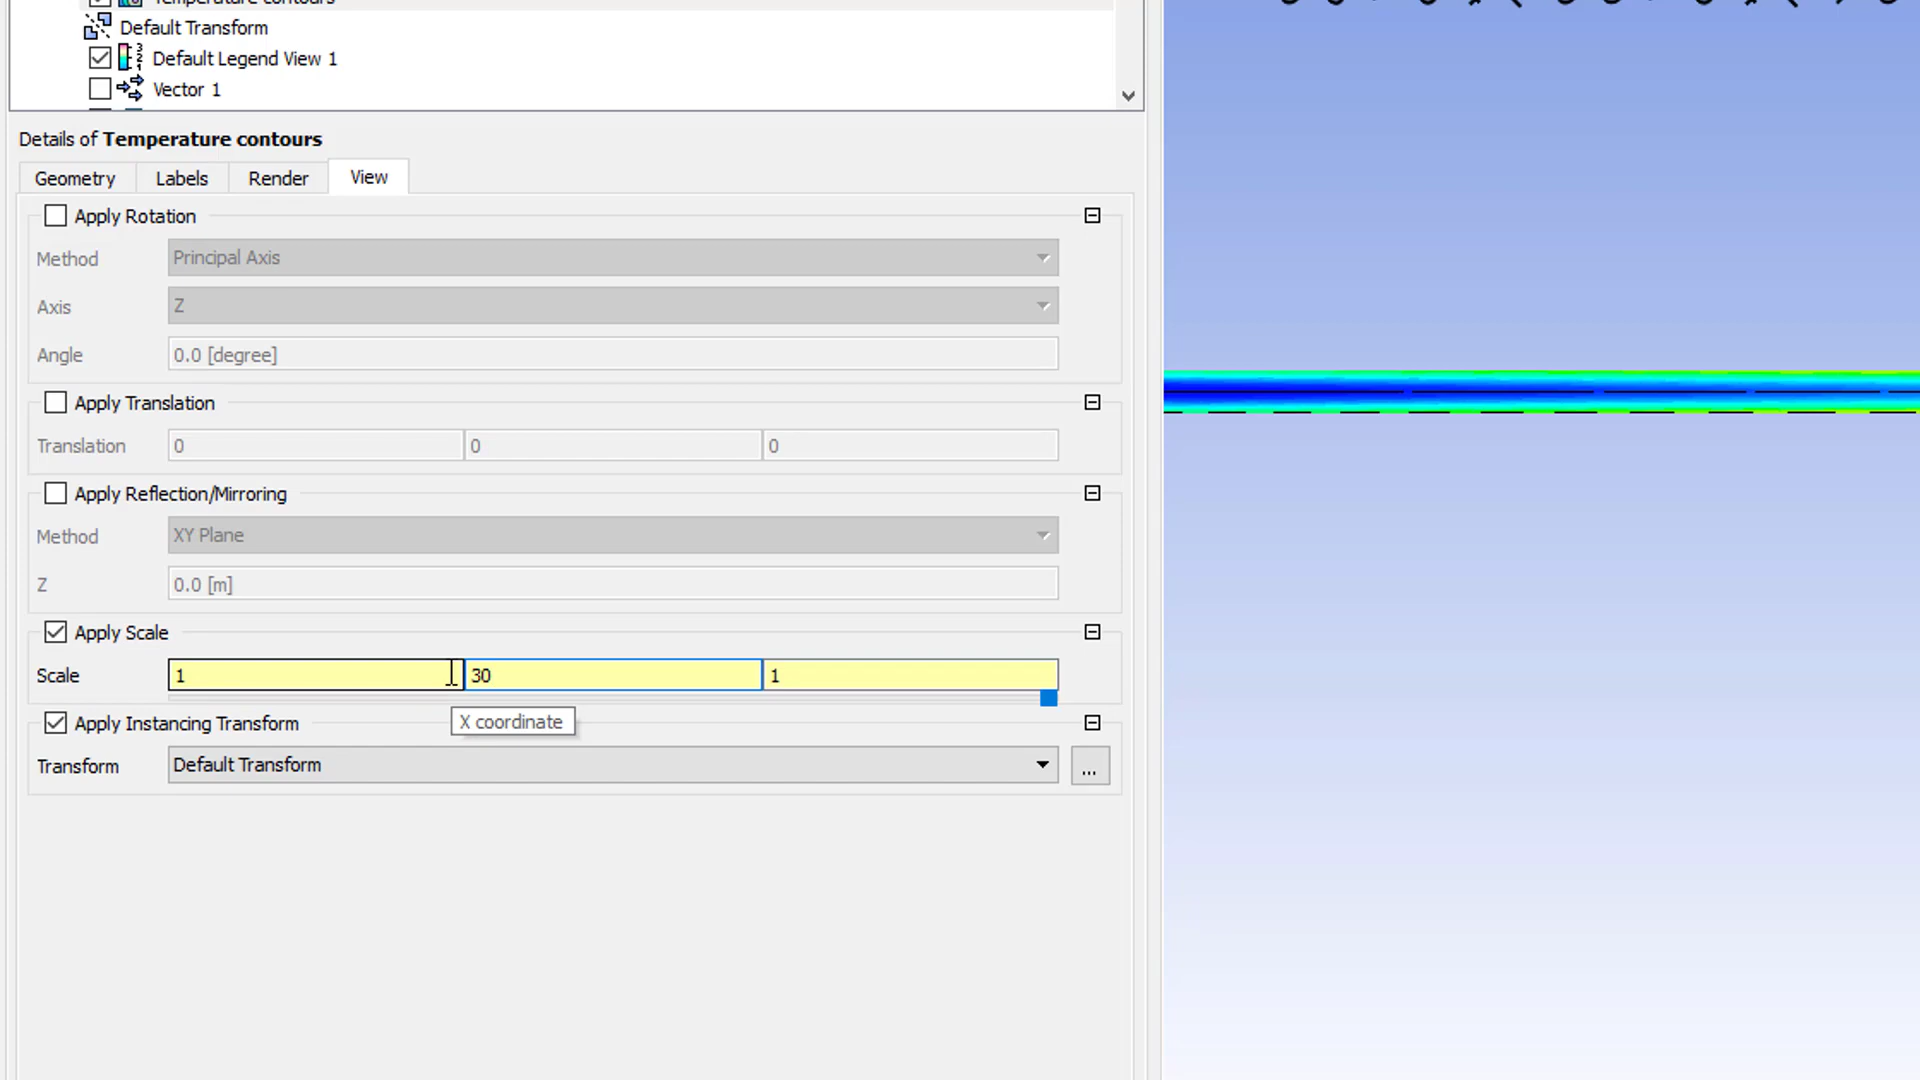 Temperature contours
Default Transform
Default Legend View 1
Vector 1
Details of Temperature contours
Geometry Labels Render View
Apply Rotation
Method Principal Axis
Axis Z
Angle 0.0 [degree]
Apply Translation
Translation 0 0 0
Apply Reflection/Mirroring
Method XY Plane
Z 0.0 [m]
Apply Scale
Scale 1 30 1
X coordinate
Apply Instancing Transform
Transform Default Transform ...